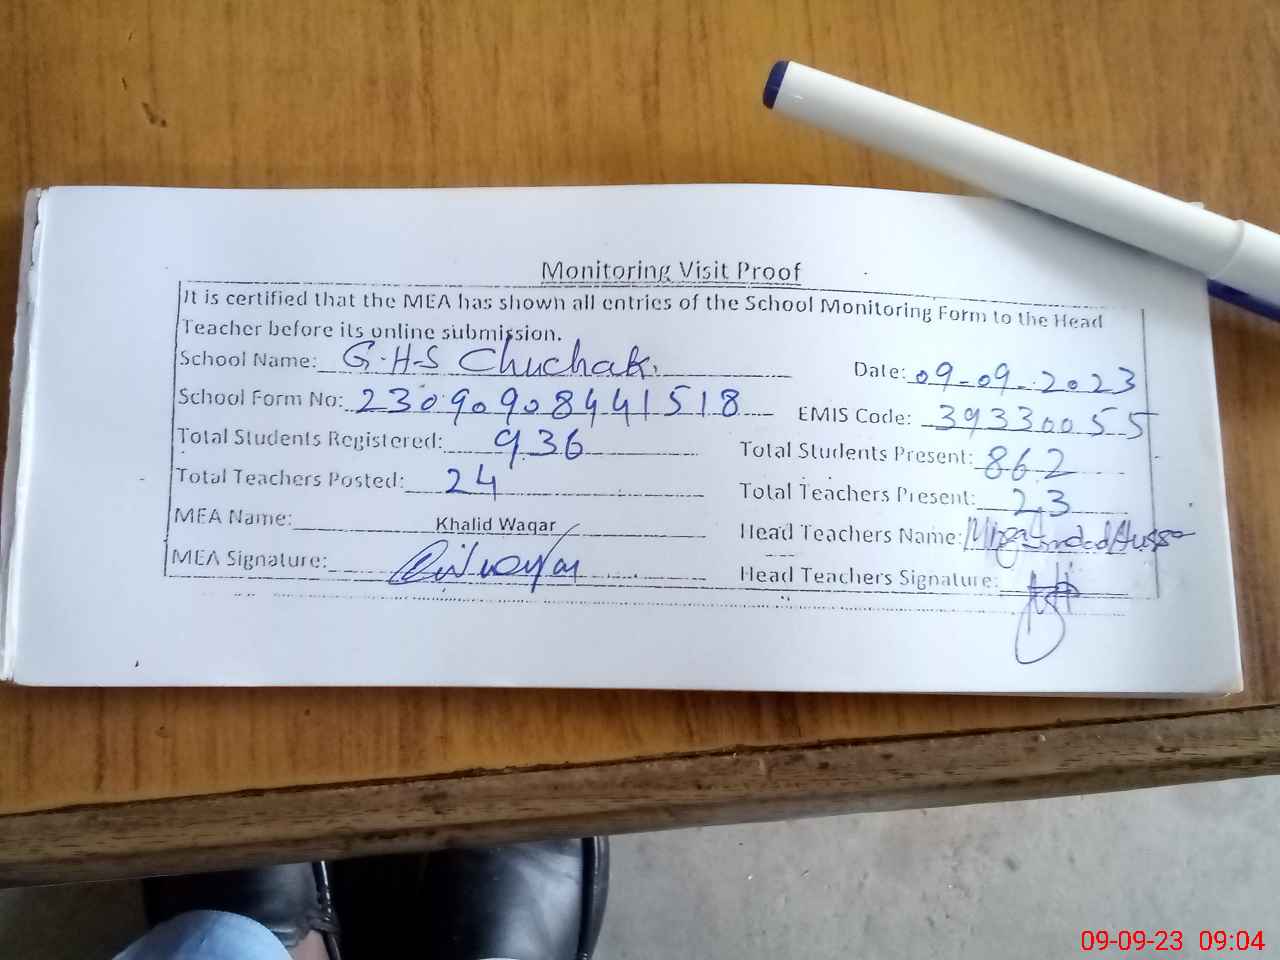 Monitoring Visit Proof
It is certified that the MEA has shown all entries of the School Monitoring Form to the Head
Teacher before its online submission.
School Name: G.H.S Chuchak. Date: 09-09-2023
School Form No: 23090908441518 EMIS Code: 39330055
Total Students Registered: 936 Total Students Present: 862
Total Teachers Posted: 24 Total Teachers Present: 23
MEA Name: Khalid Waqar Head Teachers Name:
MEA Signature: Head Teachers Signature:
09-09-23 09:04